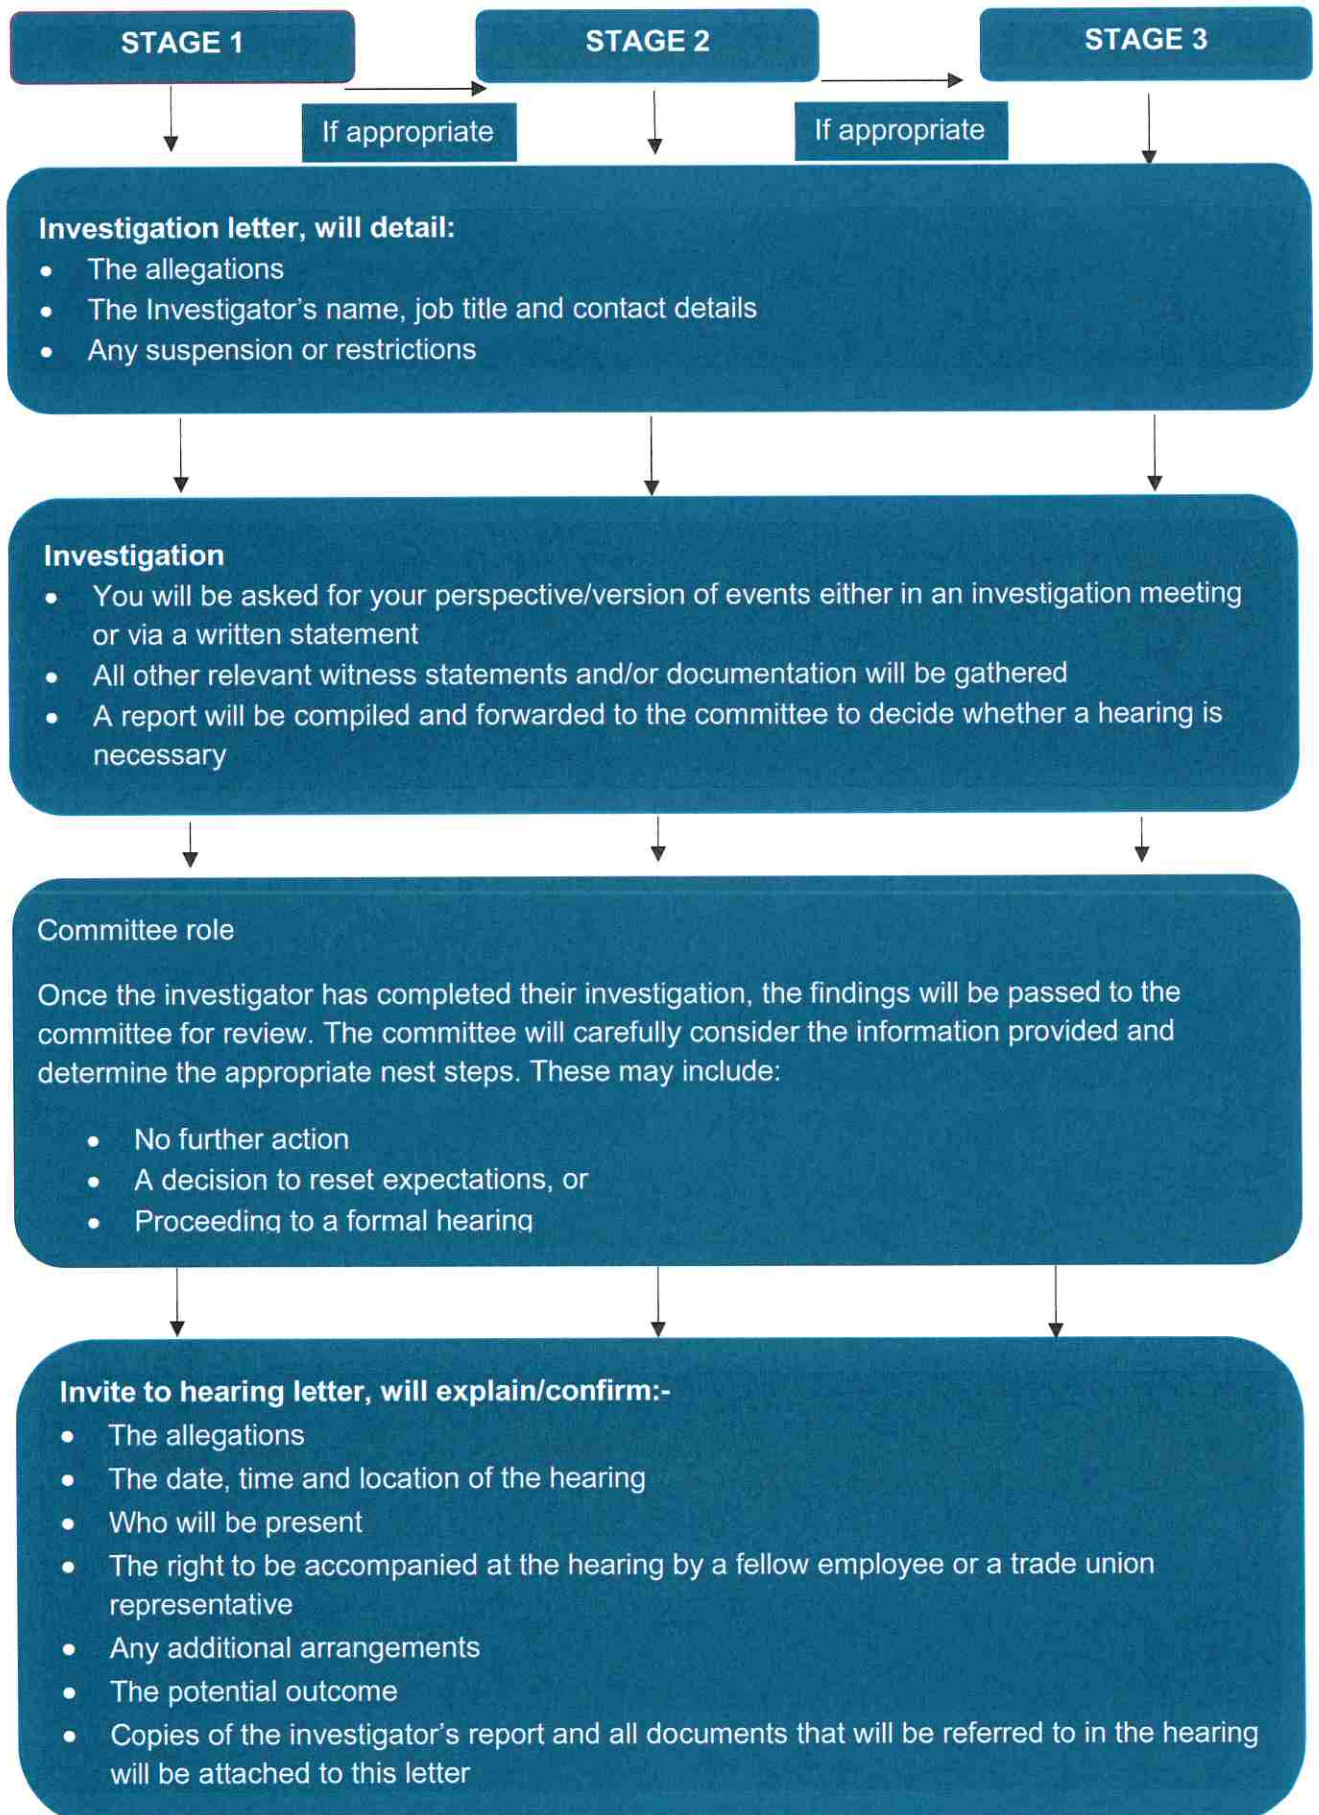 STAGE 1
STAGE 2
STAGE 3
If appropriate
If appropriate
Investigation letter, will detail:
• The allegations
• The Investigator's name, job title and contact details
• Any suspension or restrictions
Investigation
• You will be asked for your perspective/version of events either in an investigation meeting
or via a written statement
• All other relevant witness statements and/or documentation will be gathered
• A report will be compiled and forwarded to the committee to decide whether a hearing is
necessary
Committee role
Once the investigator has completed their investigation, the findings will be passed to the
committee for review. The committee will carefully consider the information provided and
determine the appropriate nest steps. These may include:
• No further action
• A decision to reset expectations, or
• Proceeding to a formal hearing
Invite to hearing letter, will explain/confirm:-
• The allegations
• The date, time and location of the hearing
• Who will be present
• The right to be accompanied at the hearing by a fellow employee or a trade union
representative
• Any additional arrangements
• The potential outcome
• Copies of the investigator's report and all documents that will be referred to in the hearing
will be attached to this letter